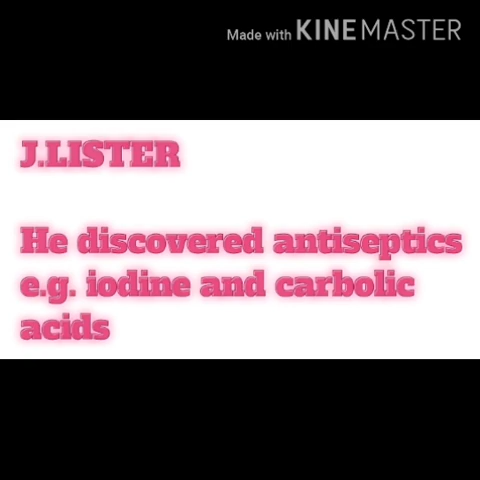 Made with KINEMASTER
J.LISTER
He discovered antiseptics
e.g. iodine and carbolic
acids